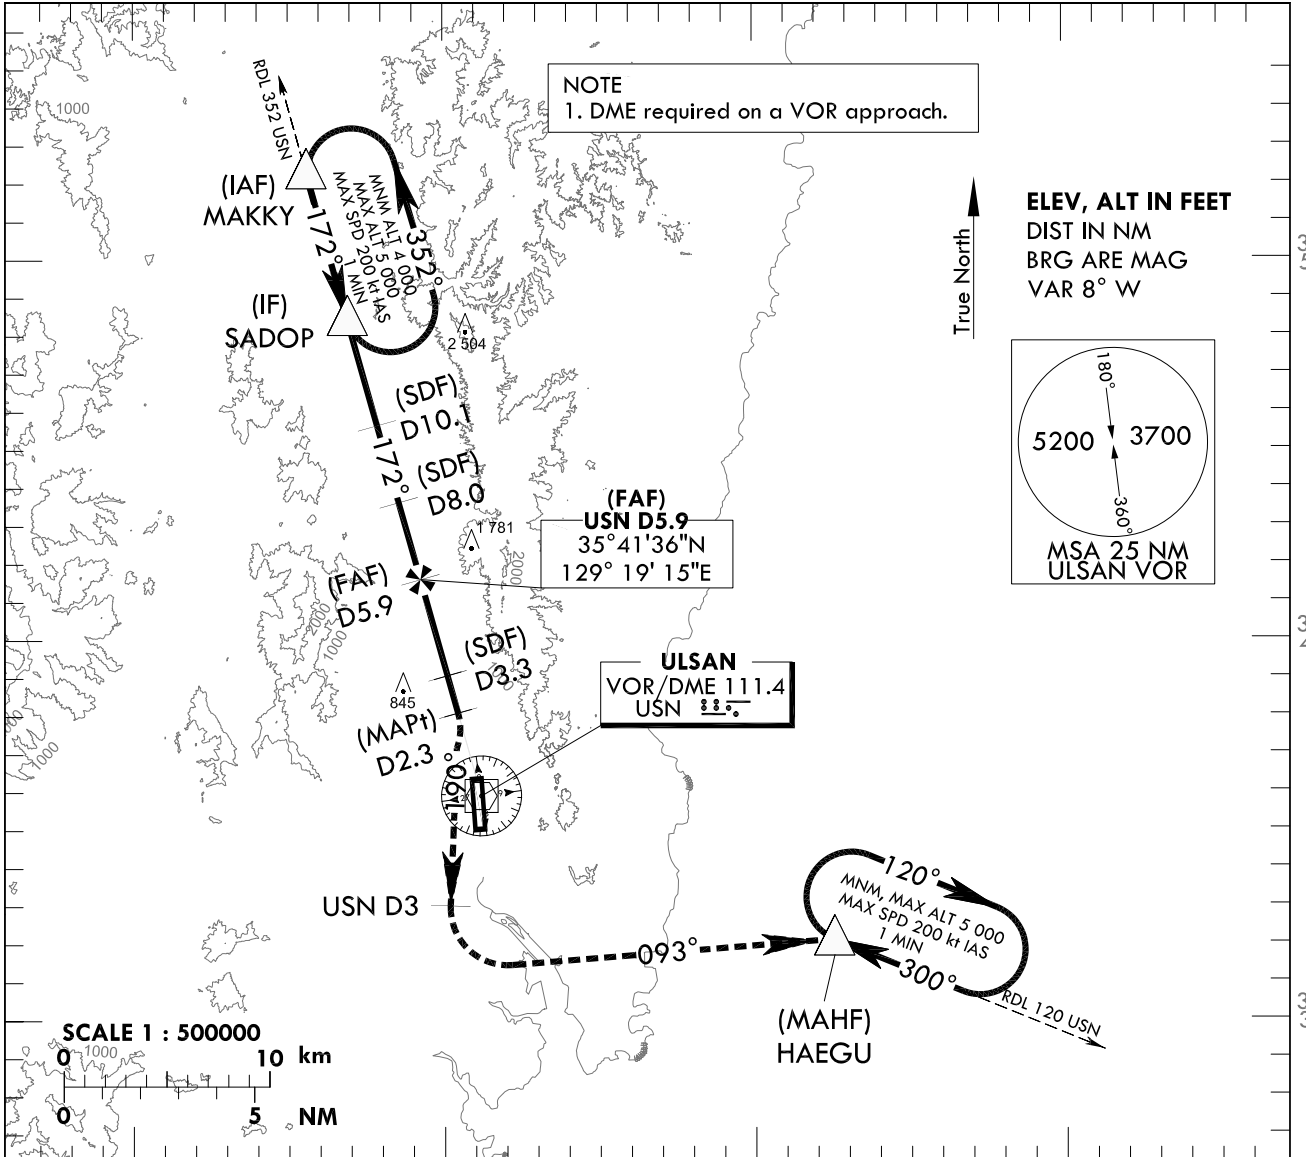 NOTE
1. DME required on a VOR approach.
RDL 352 USN
1000
(IAF)
MAKKY
172°
MNM ALT 4 000
MAX ALT 5 000
MAX SPD 200 kt IAS
1 MIN
352°
(IF)
SADOP
2 504
True North
ELEV, ALT IN FEET
DIST IN NM
BRG ARE MAG
VAR 8° W
180°
5200
3700
360°
MSA 25 NM
ULSAN VOR
(SDF)
D10.1
172°
(SDF)
D8.0
1 781
2000
(FAF)
USN D5.9
35°41'36"N
129° 19' 15"E
(FAF)
D5.9
2000
1000
(SDF)
D3.3
845
ULSAN
VOR/DME 111.4
USN
(MAPt)
D2.3
190°
1000
USN D3
093°
120°
MNM, MAX ALT 5 000
MAX SPD 200 kt IAS
1 MIN
300°
RDL 120 USN
(MAHF)
HAEGU
SCALE 1 : 500000
0 10 km
1000
0 5 NM